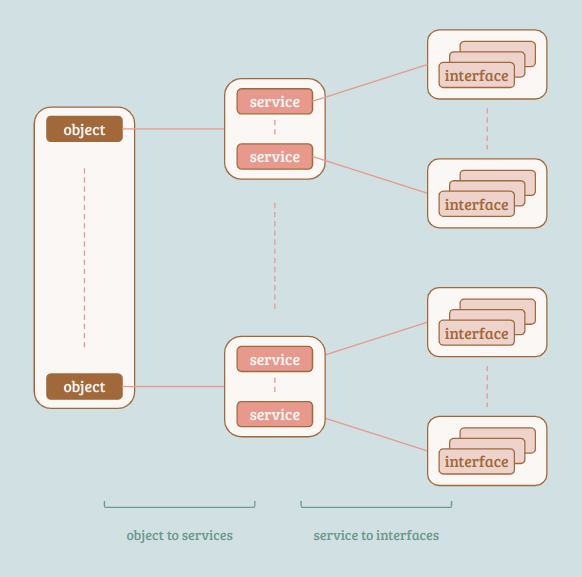 interface
service
object
service
interface
interface
service
object
service
interface
object to services
service to interfaces